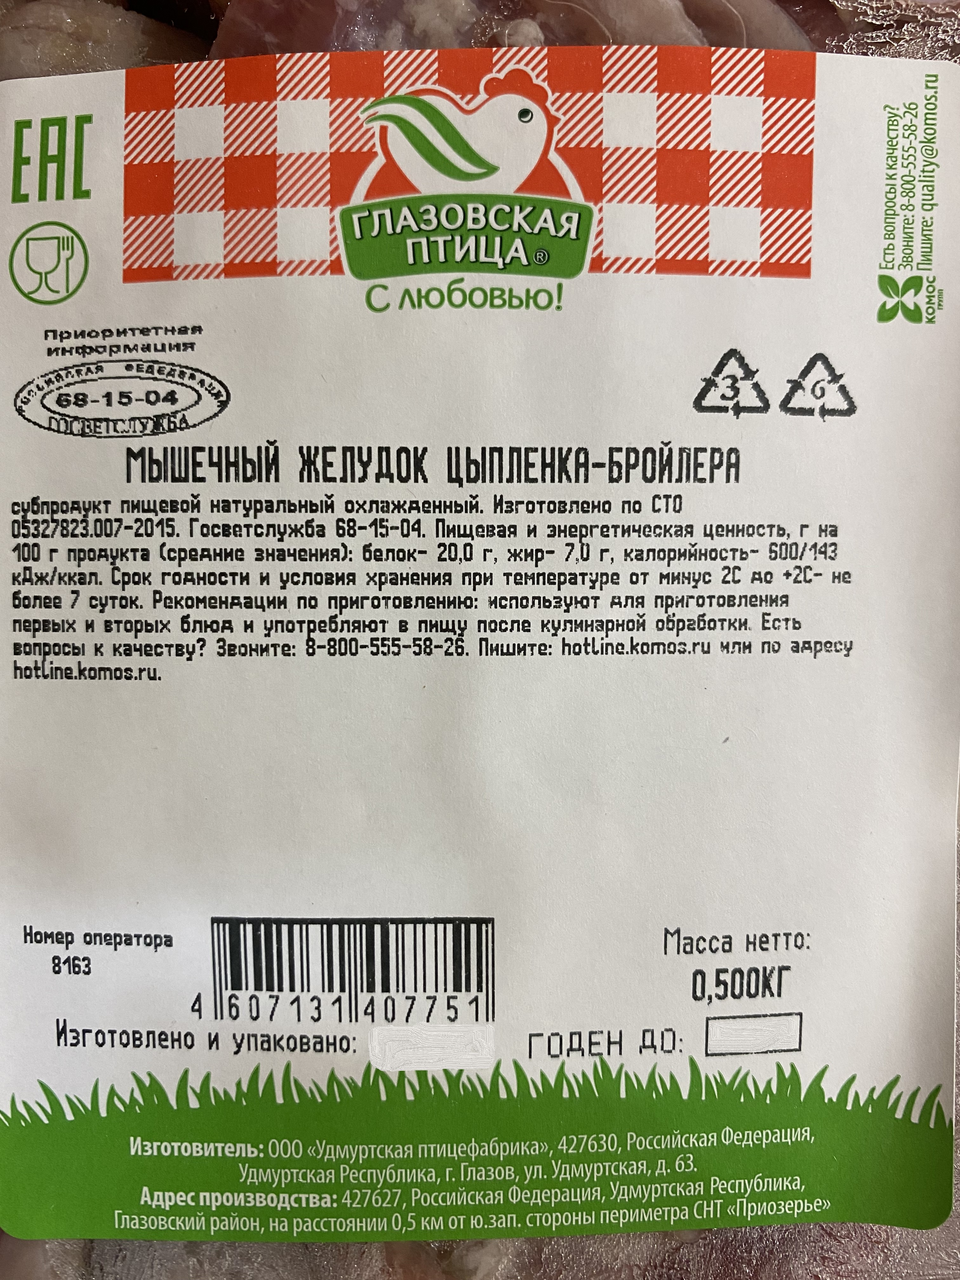 ЕАС
ГЛАЗОВСКАЯ
ПТИЦА®
С любовью!
Есть вопросы к качеству?
Звоните: 8-800-555-58-26
Пишите: quality@komos.ru
КОМОС
ГРУПП
Приоритетная
информация
РОССИЙСКАЯ ФЕДЕРАЦИЯ
68-15-04
ГОСВЕТСЛУЖБА
3 6
МЫШЕЧНЫЙ ЖЕЛУДОК ЦЫПЛЕНКА-БРОЙЛЕРА
субпродукт пищевой натуральный охлажденный. Изготовлено по СТО
05327823.007-2015. Госветслужба 68-15-04. Пищевая и энергетическая ценность, г на
100 г продукта (средние значения): белок- 20,0 г, жир- 7,0 г, калорийность- 600/143
кДж/ккал. Срок годности и условия хранения при температуре от минус 2С до +2С- не
более 7 суток. Рекомендации по приготовлению: используют для приготовления
первых и вторых блюд и употребляют в пищу после кулинарной обработки. Есть
вопросы к качеству? Звоните: 8-800-555-58-26. Пишите: hotline.komos.ru или по адресу
hotline.komos.ru.
Номер оператора
8163
4 607131 407751
Масса нетто:
0,500КГ
Изготовлено и упаковано:
ГОДЕН ДО:
Изготовитель: ООО «Удмуртская птицефабрика», 427630, Российская Федерация,
Удмуртская Республика, г. Глазов, ул. Удмуртская, д. 63.
Адрес производства: 427627, Российская Федерация, Удмуртская Республика,
Глазовский район, на расстоянии 0,5 км от ю.зап. стороны периметра СНТ «Приозерье»